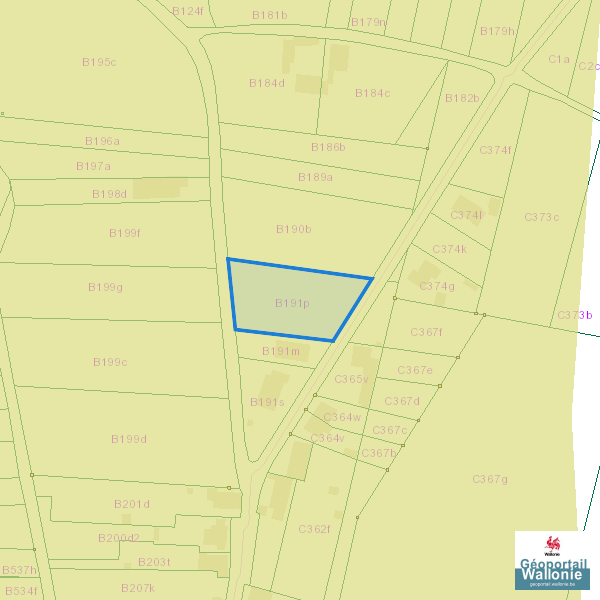 B124f
B181b
B179n
B179h
C1a
C2c
B195c
B184d
B184c
B182b
B196a
B186b
C374f
B197a
B189a
B198d
C374l
C373c
B199f
B190b
C374k
B199g
C374g
B191p
C373b
C367f
B191m
B199c
C367e
C365v
B191s
C367d
C364w
C367c
B199d
C364v
C367b
C367g
B201d
C362f
B200d2
B203f
B537h
B534f
B207k
Wallonie
Géoportail
Wallonie
geoportail.wallonie.be